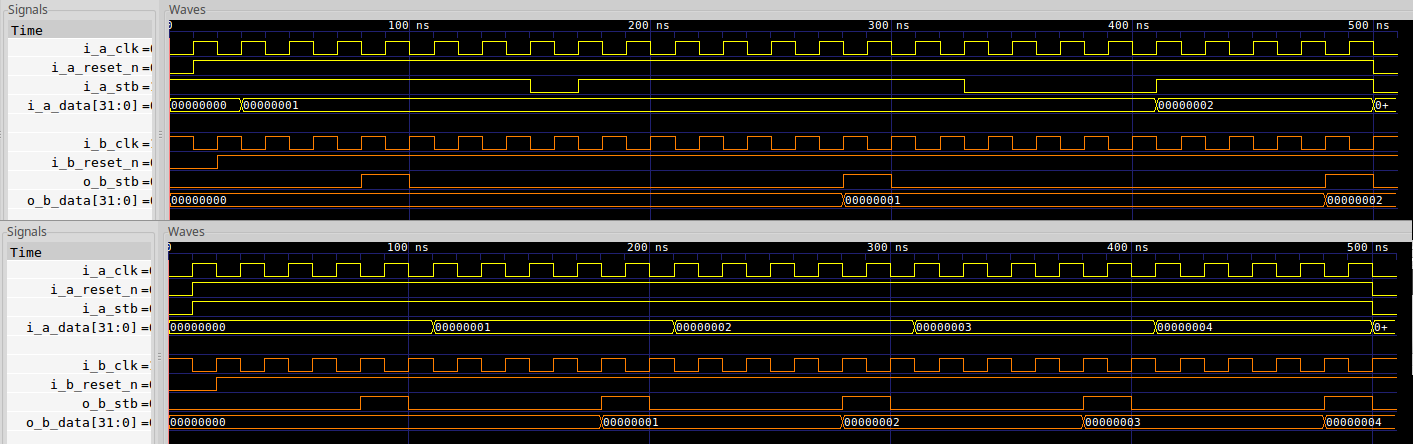 Signals Waves
Time 0 100 ns 200 ns 300 ns 400 ns 500 ns
i_a_clk=
i_a_reset_n=
i_a_stb=
i_a_data[31:0]= 00000000 00000001 00000002 0+
i_b_clk=
i_b_reset_n=
o_b_stb=
o_b_data[31:0]= 00000000 00000001 00000002
Signals Waves
Time 0 100 ns 200 ns 300 ns 400 ns 500 ns
i_a_clk=
i_a_reset_n=
i_a_stb=
i_a_data[31:0]= 00000000 00000001 00000002 00000003 00000004 0+
i_b_clk=
i_b_reset_n=
o_b_stb=
o_b_data[31:0]= 00000000 00000001 00000002 00000003 00000004